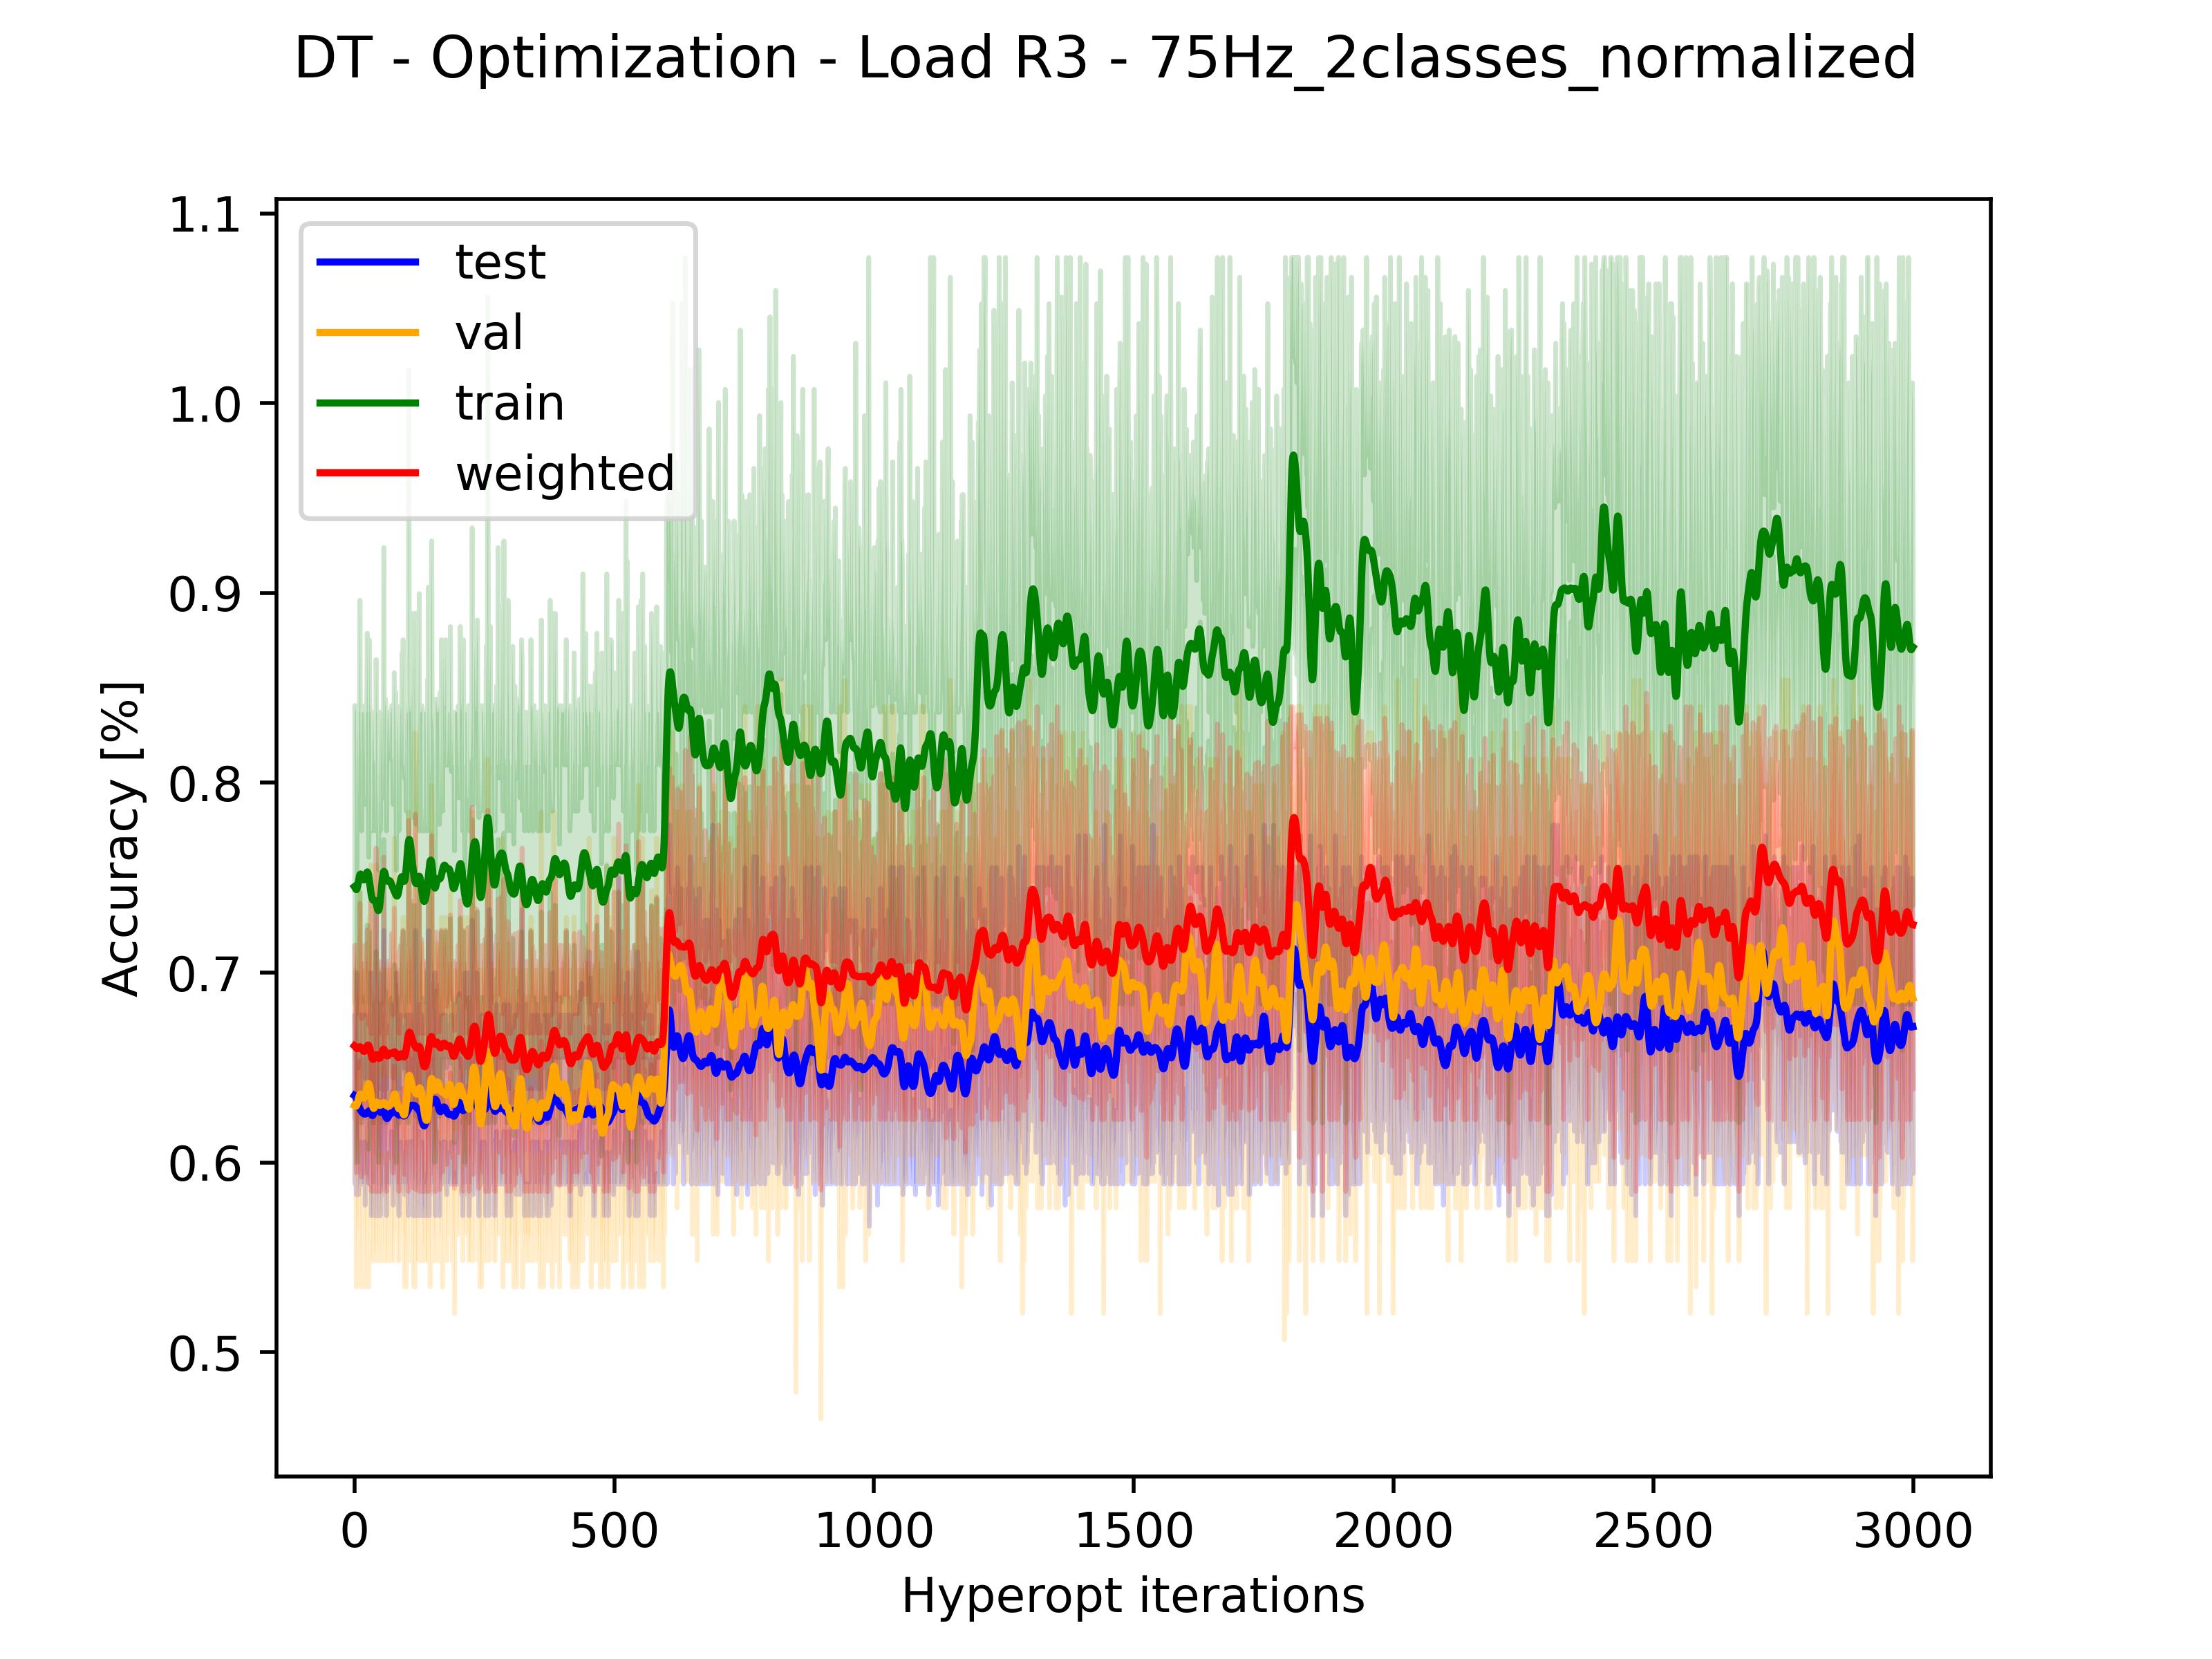 DT - Optimization - Load R3 - 75Hz_2classes_normalized
1.1
1.0
0.9
0.8
0.7
0.6
0.5
Accuracy [%]
test
val
train
weighted
0 500 1000 1500 2000 2500 3000
Hyperopt iterations